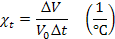 χₜ = ΔV / V₀Δt (1/°C)